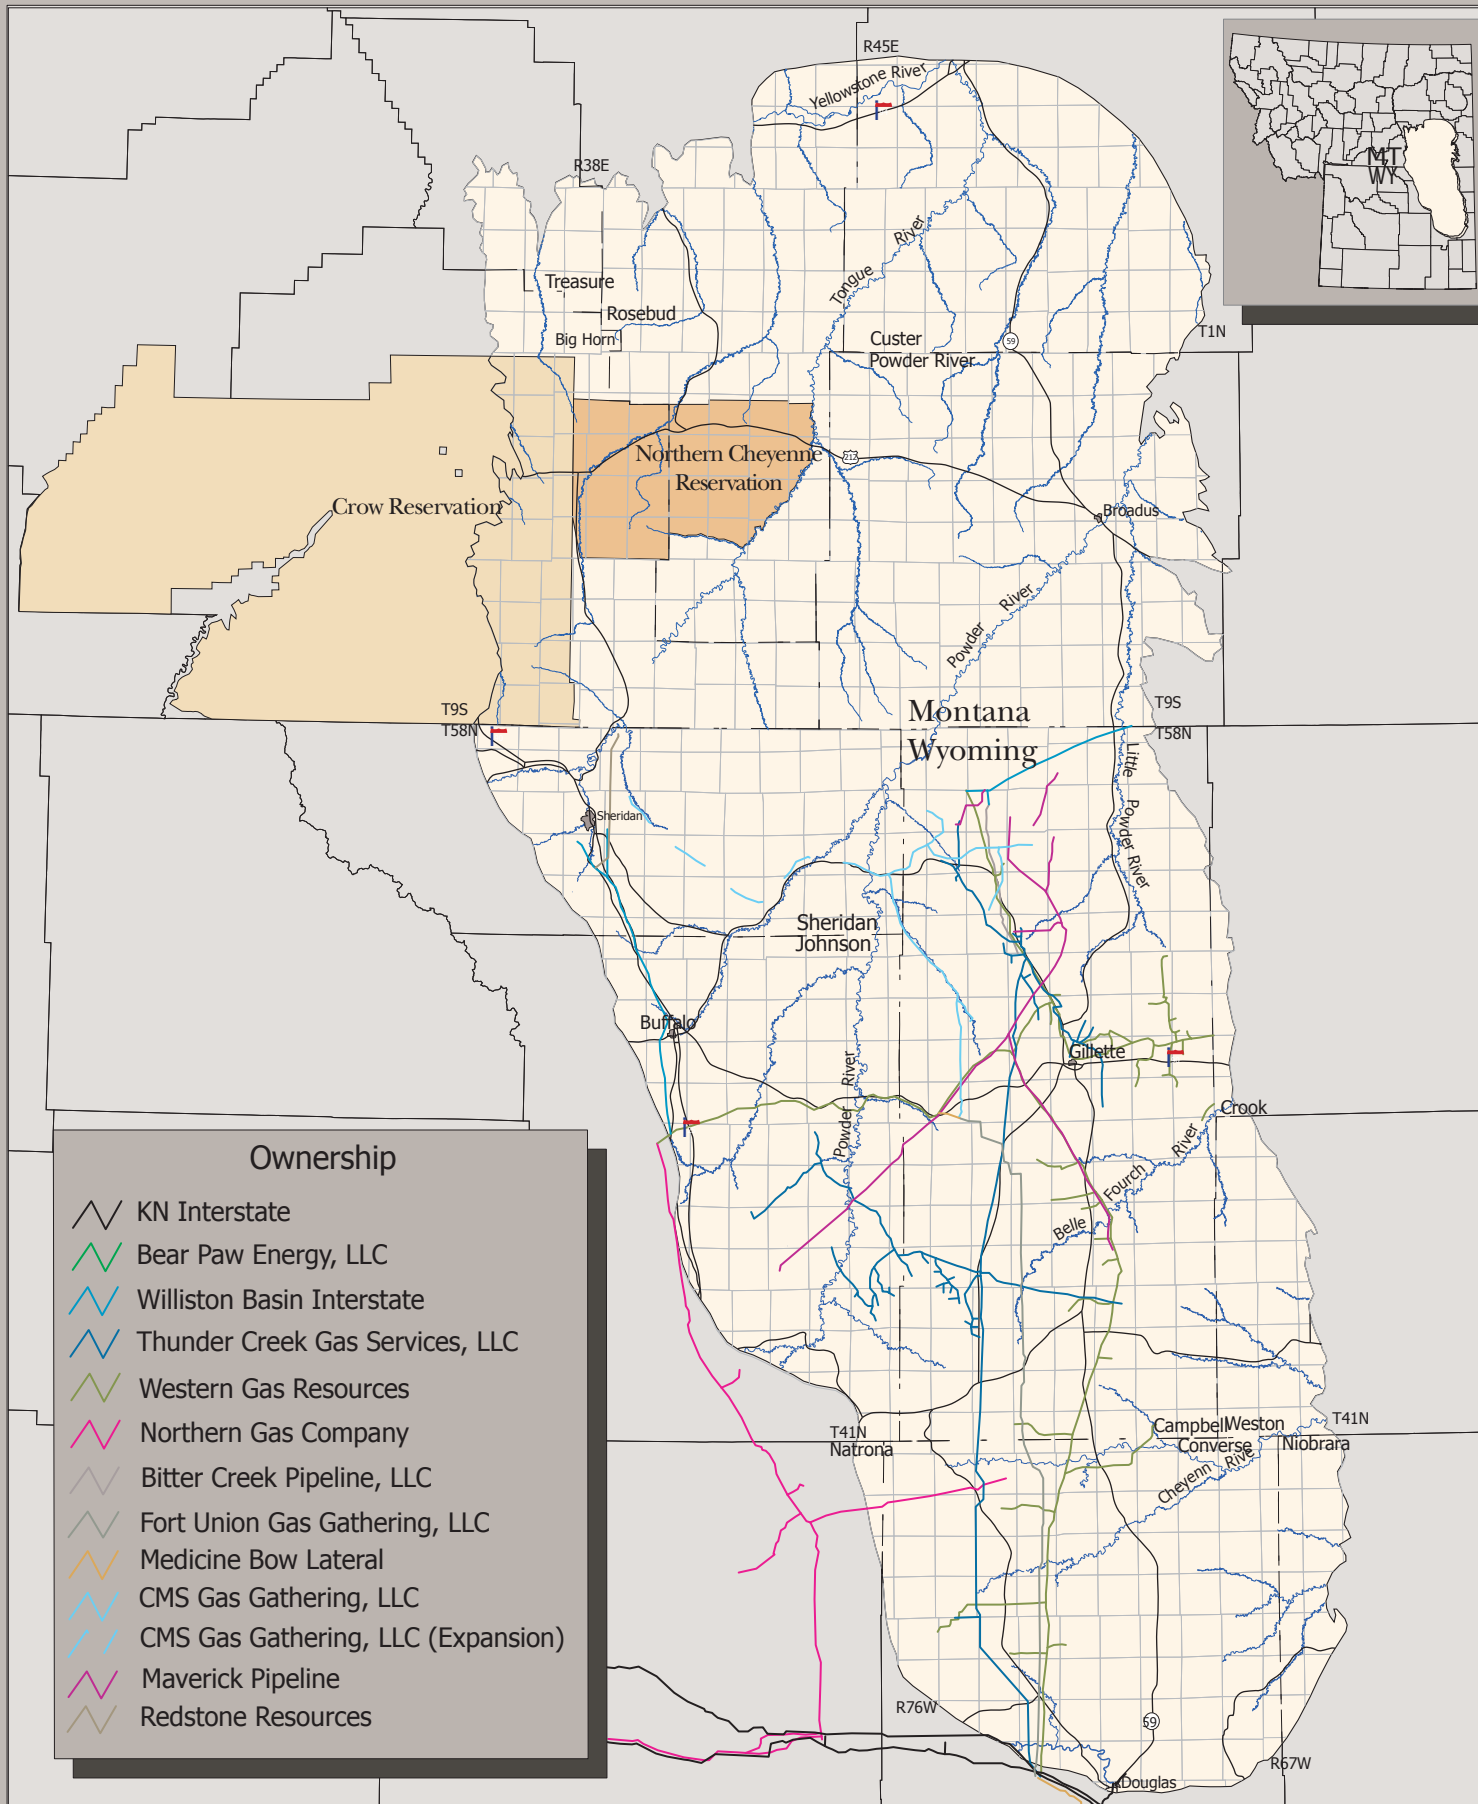 R45E
Yellowstone River
R38E
MT
WY
Tongue River
Treasure
Rosebud
Big Horn
Custer
59
T1N
Powder River
Northern Cheyenne
Reservation
212
Crow Reservation
Broadus
Powder River
T9S
T58N
Montana
Wyoming
T9S
T58N
Little Powder River
Sheridan
Sheridan
Johnson
Buffalo
Gillette
Powder River
Crook
Belle Fourch River
Ownership
KN Interstate
Bear Paw Energy, LLC
Williston Basin Interstate
Thunder Creek Gas Services, LLC
Western Gas Resources
Northern Gas Company
Bitter Creek Pipeline, LLC
Fort Union Gas Gathering, LLC
Medicine Bow Lateral
CMS Gas Gathering, LLC
CMS Gas Gathering, LLC (Expansion)
Maverick Pipeline
Redstone Resources
T41N
Natrona
Campbell
Weston
T41N
Converse
Niobrara
Cheyenn Rive
R76W
59
R67W
Douglas